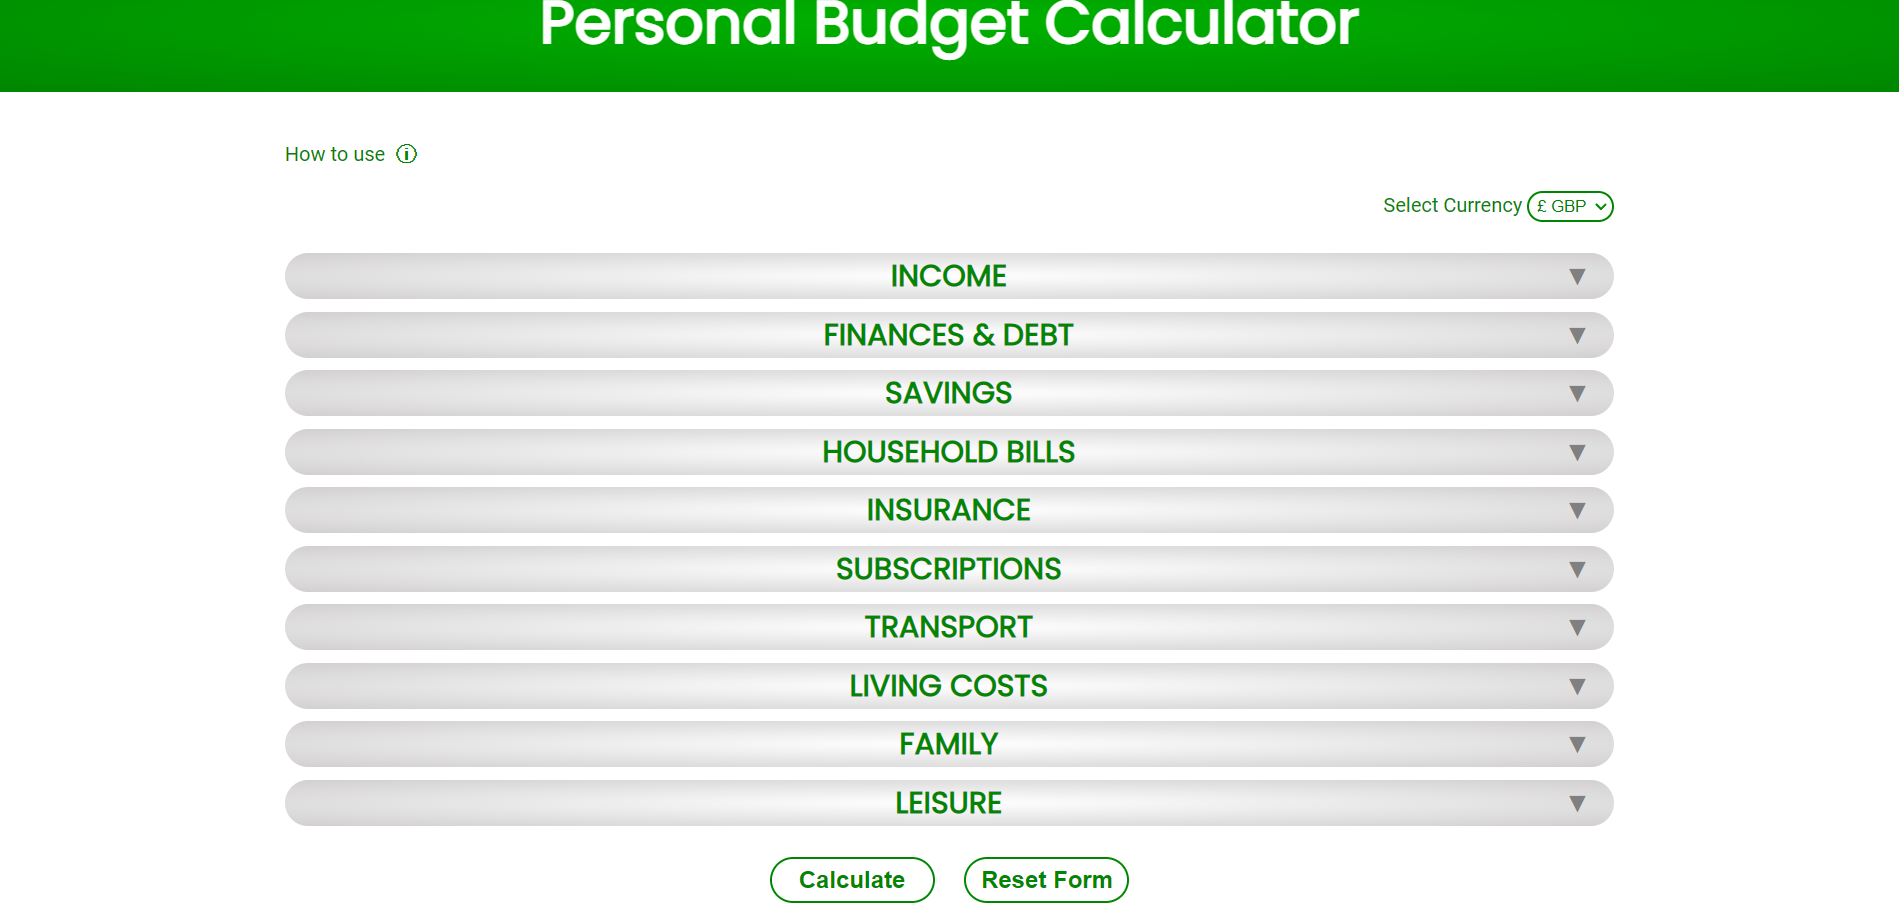 Personal Budget Calculator
How to use
Select Currency £ GBP
INCOME
FINANCES & DEBT
SAVINGS
HOUSEHOLD BILLS
INSURANCE
SUBSCRIPTIONS
TRANSPORT
LIVING COSTS
FAMILY
LEISURE
Calculate Reset Form